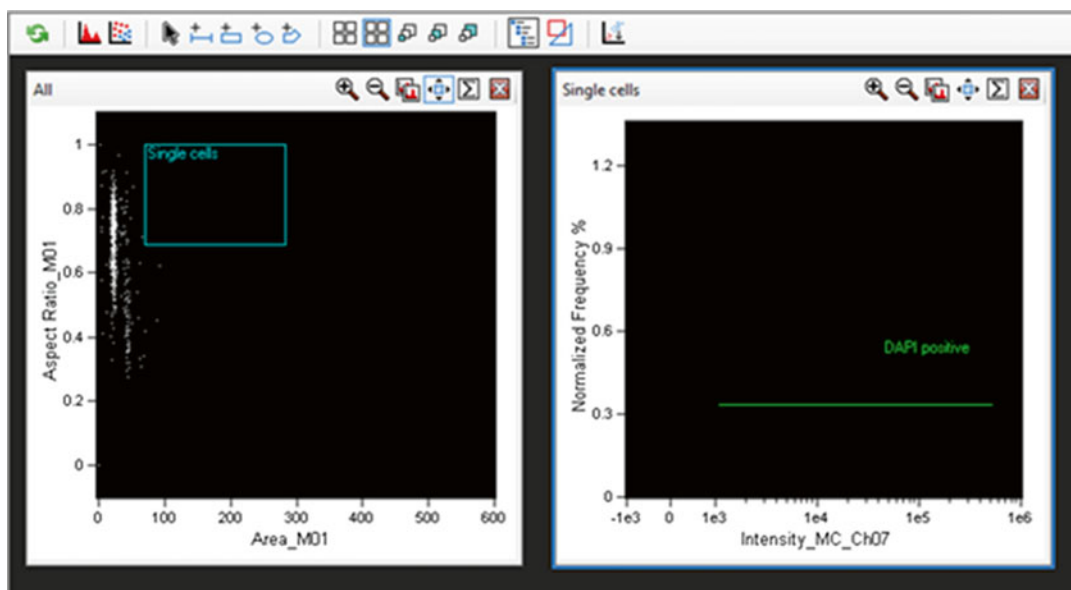 All
Single cells
1
0.8
0.6
0.4
0.2
0
0 100 200 300 400 500 600
Area_M01
Aspect Ratio_M01
Single cells
DAPI positive
1.2
0.9
0.6
0.3
0
-1e3 0 1e3 1e4 1e5 1e6
Intensity_MC_Ch07
Normalized Frequency %